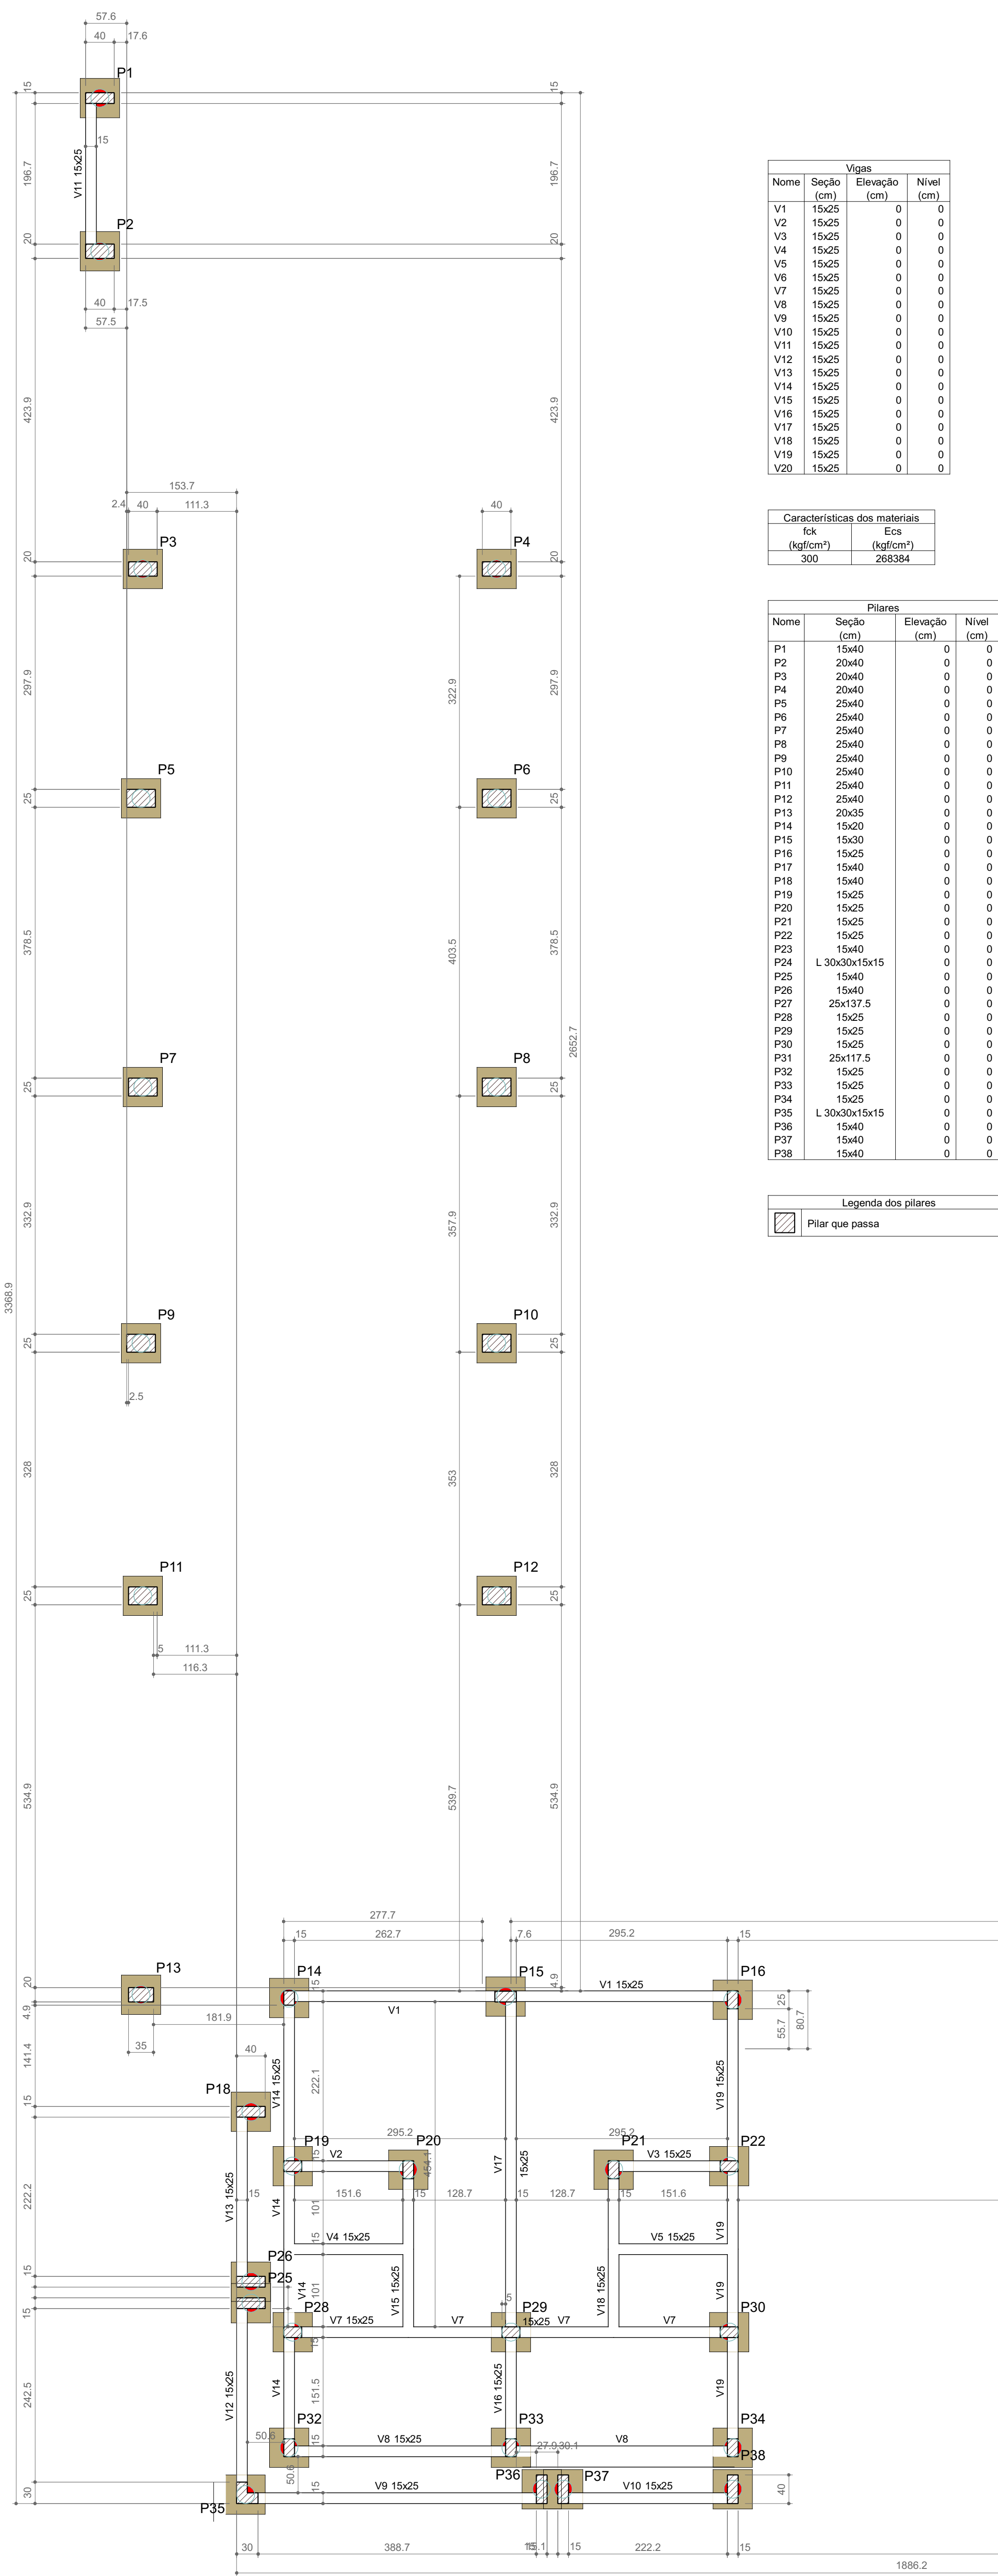 57.6
40 17.6
P1
15
15
15
V11 15x25
196.7
196.7
P2
20
20
40 17.5
57.5
423.9
423.9
153.7
2.4 40 111.3
40
P3
P4
20
20
297.9
322.9
297.9
P5
P6
25
25
378.5
403.5
378.5
2652.7
P7
P8
25
25
332.9
357.9
332.9
3368.9
P9
P10
25
25
2.5
328
353
328
P11
P12
25
25
5 111.3
116.3
534.9
539.7
534.9
277.7
15 262.7
7.6 295.2 15
P13
P14
P15
P16
20
4.9
15
4.9
V1 15x25
V1
25
55.7
80.7
181.9
35
40
141.4
P18
15
V14 15x25
222.1
V19 15x25
295.2
295.2
P19
P20
P21
P22
V2
V3 15x25
15
454.1
V17
15x25
222.2
V13 15x25
15
V14
151.6 15 128.7 15 128.7 15 151.6
101
V19
15
V4 15x25
V5 15x25
P26
P25
15
15
V14
101
V15 15x25
V18 15x25
V19
5
P28
P29
P30
V7 15x25
V7
15x25
V7
V7
15
242.5
V12 15x25
V14
151.5
V16 15x25
V19
P32
P33
P34
50.6
V8 15x25
V8
15
27.9 30.1
P38
50.6
P36
P37
30
P35
V9 15x25
V10 15x25
15
40
30 388.7 15 15.1 15 222.2 15
1886.2
Vigas
Nome Seção (cm) Elevação (cm) Nível (cm)
V1 15x25 0 0
V2 15x25 0 0
V3 15x25 0 0
V4 15x25 0 0
V5 15x25 0 0
V6 15x25 0 0
V7 15x25 0 0
V8 15x25 0 0
V9 15x25 0 0
V10 15x25 0 0
V11 15x25 0 0
V12 15x25 0 0
V13 15x25 0 0
V14 15x25 0 0
V15 15x25 0 0
V16 15x25 0 0
V17 15x25 0 0
V18 15x25 0 0
V19 15x25 0 0
V20 15x25 0 0
Características dos materiais
fck Ecs
(kgf/cm²) (kgf/cm²)
300 268384
Pilares
Nome Seção (cm) Elevação (cm) Nível (cm)
P1 15x40 0 0
P2 20x40 0 0
P3 20x40 0 0
P4 20x40 0 0
P5 25x40 0 0
P6 25x40 0 0
P7 25x40 0 0
P8 25x40 0 0
P9 25x40 0 0
P10 25x40 0 0
P11 25x40 0 0
P12 25x40 0 0
P13 20x35 0 0
P14 15x20 0 0
P15 15x30 0 0
P16 15x25 0 0
P17 15x40 0 0
P18 15x40 0 0
P19 15x25 0 0
P20 15x25 0 0
P21 15x25 0 0
P22 15x25 0 0
P23 15x40 0 0
P24 L 30x30x15x15 0 0
P25 15x40 0 0
P26 15x40 0 0
P27 25x137.5 0 0
P28 15x25 0 0
P29 15x25 0 0
P30 15x25 0 0
P31 25x117.5 0 0
P32 15x25 0 0
P33 15x25 0 0
P34 15x25 0 0
P35 L 30x30x15x15 0 0
P36 15x40 0 0
P37 15x40 0 0
P38 15x40 0 0
Legenda dos pilares
Pilar que passa